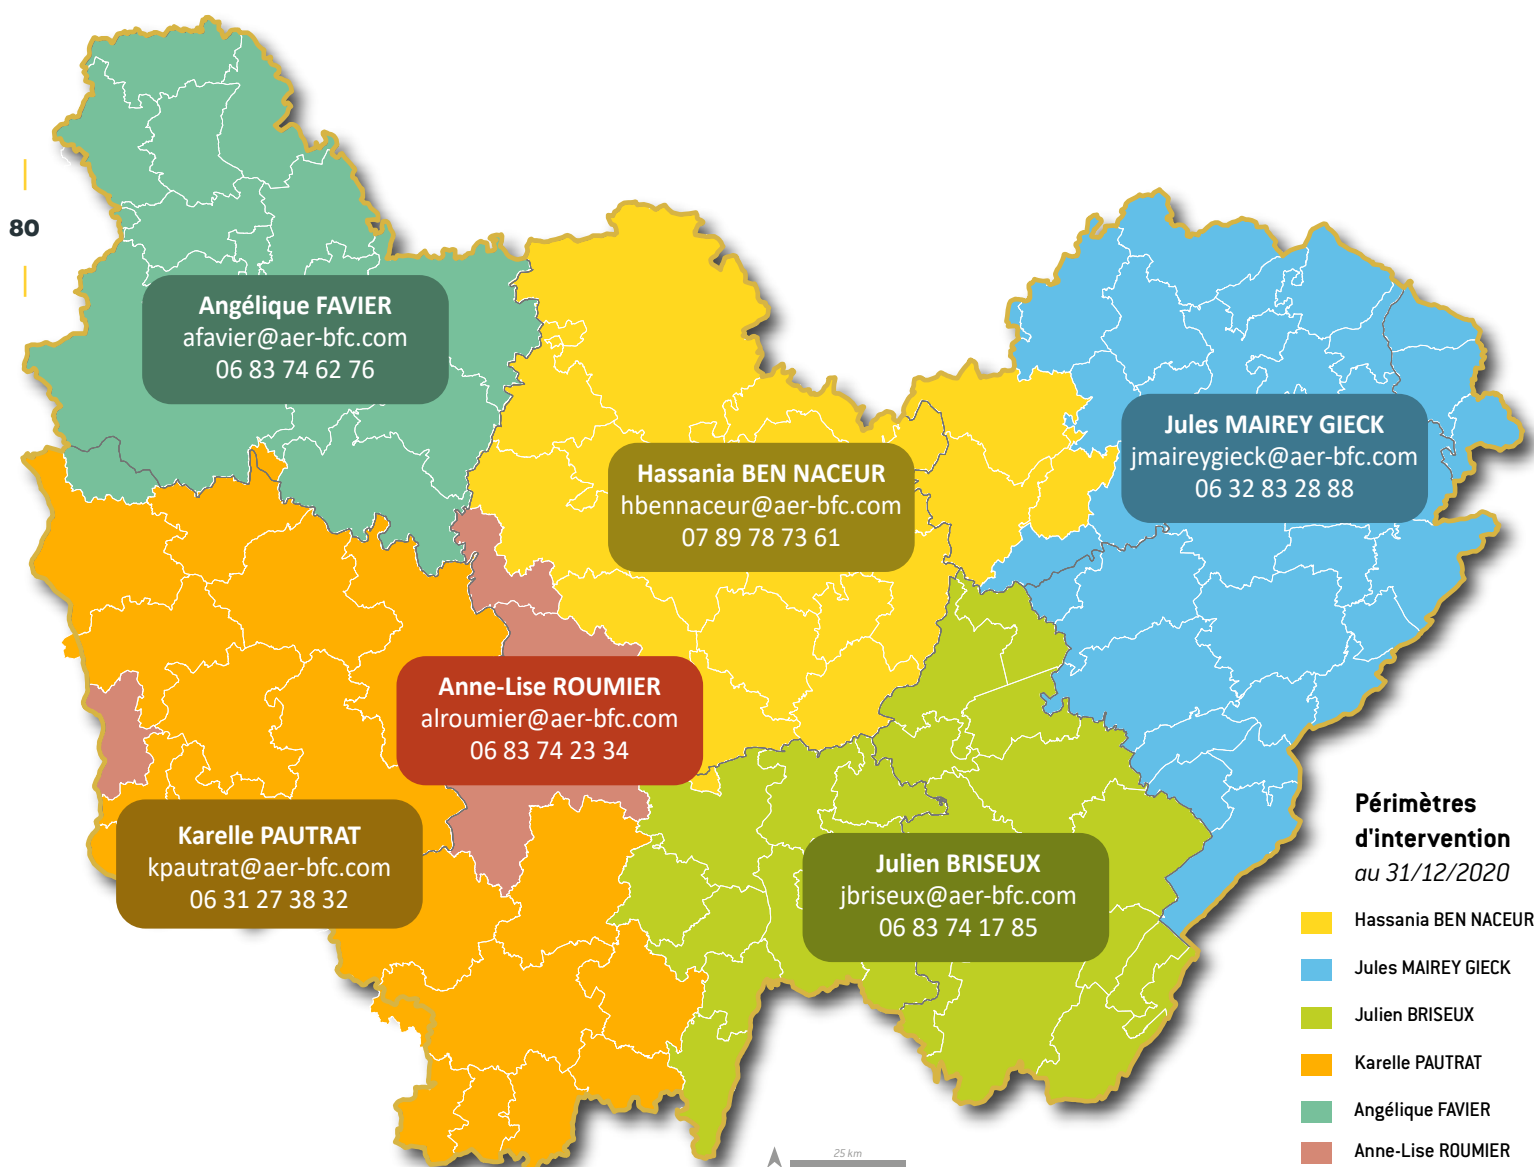 80
Angélique FAVIER
afavier@aer-bfc.com
06 83 74 62 76
Hassania BEN NACEUR
hbennaceur@aer-bfc.com
07 89 78 73 61
Jules MAIREY GIECK
jmaireygieck@aer-bfc.com
06 32 83 28 88
Anne-Lise ROUMIER
alroumier@aer-bfc.com
06 83 74 23 34
Karelle PAUTRAT
kpautrat@aer-bfc.com
06 31 27 38 32
Julien BRISEUX
jbriseux@aer-bfc.com
06 83 74 17 85
Périmètres
d'intervention
au 31/12/2020
Hassania BEN NACEUR
Jules MAIREY GIECK
Julien BRISEUX
Karelle PAUTRAT
Angélique FAVIER
Anne-Lise ROUMIER
25 km